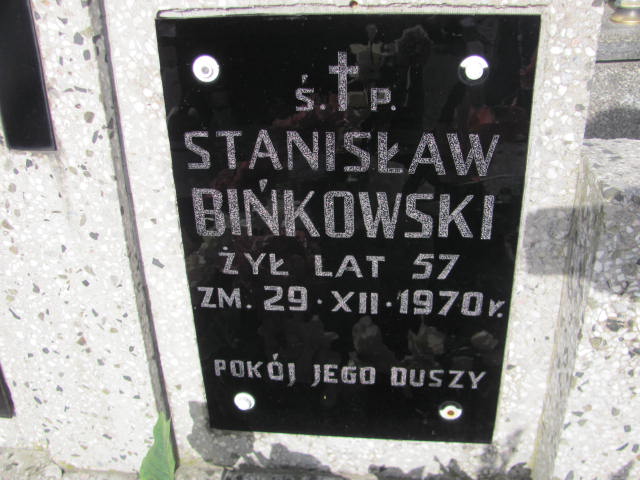 Ś. P.
STANISŁAW
BIŃKOWSKI
ŻYŁ LAT 57
ZM. 29·XII·1970 r.
POKÓJ JEGO DUSZY